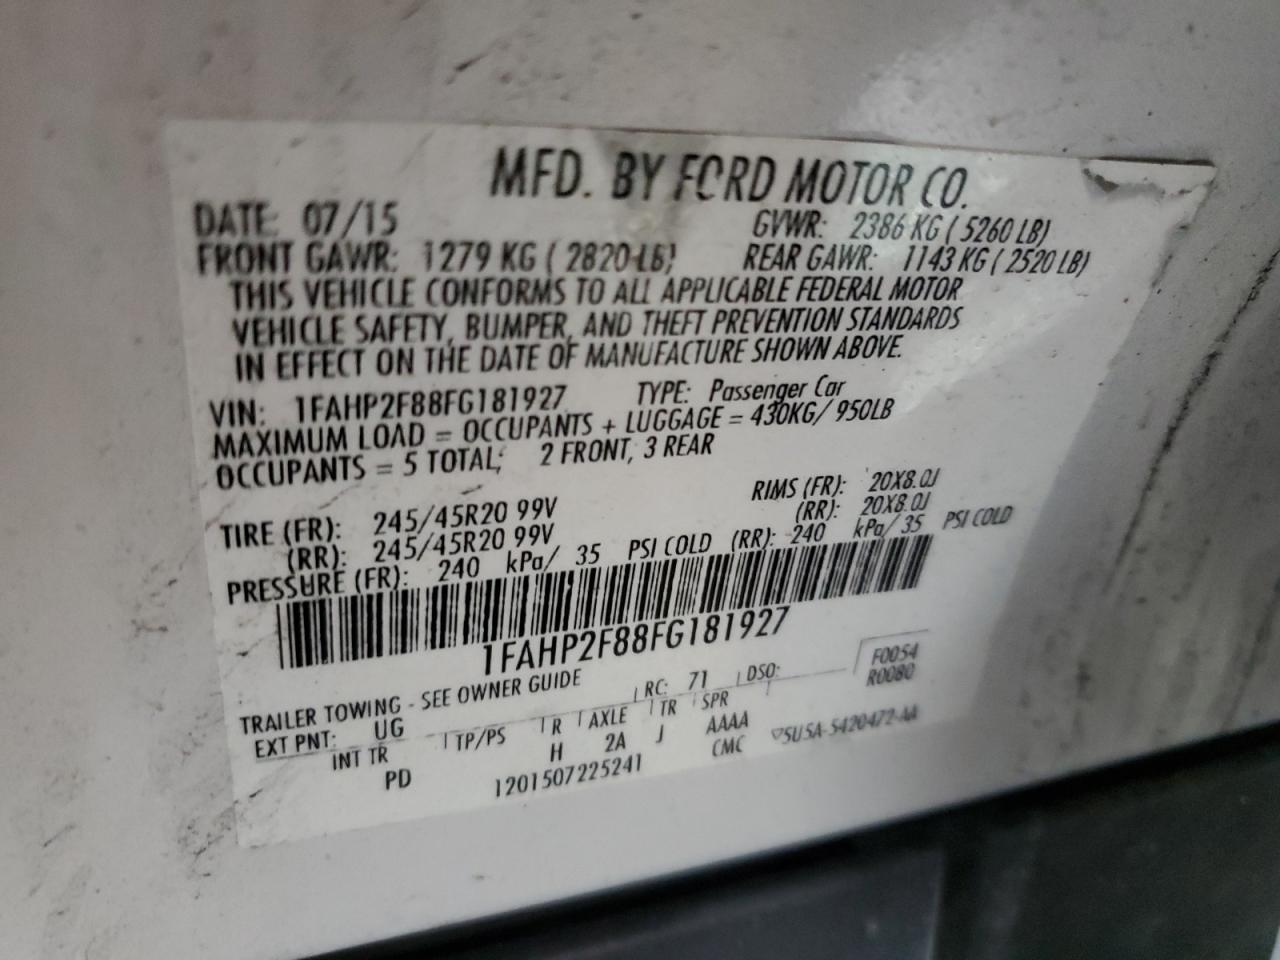 MFD. BY FORD MOTOR CO.
DATE: 07/15 GVWR: 2386 KG ( 5260 LB)
FRONT GAWR: 1279 KG ( 2820 LB) REAR GAWR: 1143 KG ( 2520 LB)
THIS VEHICLE CONFORMS TO ALL APPLICABLE FEDERAL MOTOR
VEHICLE SAFETY, BUMPER, AND THEFT PREVENTION STANDARDS
IN EFFECT ON THE DATE OF MANUFACTURE SHOWN ABOVE.
VIN: 1FAHP2F88FG181927 TYPE: Passenger Car
MAXIMUM LOAD = OCCUPANTS + LUGGAGE = 430KG/ 950LB
OCCUPANTS = 5 TOTAL; 2 FRONT, 3 REAR
TIRE (FR): 245/45R20 99V RIMS (FR): 20X8.0J
(RR): 245/45R20 99V (RR): 20X8.0J
PRESSURE (FR): 240 kPa/ 35 PSI COLD (RR): 240 kPa/ 35 PSI COLD
1FAHP2F88FG181927
TRAILER TOWING - SEE OWNER GUIDE
EXT PNT: UG RC: 71 DSO: F0054
R0080
INT TR TP/PS R AXLE TR SPR
PD H 2A J AAAA
1201507225241 CMC ▽5U5A-5420472-AA